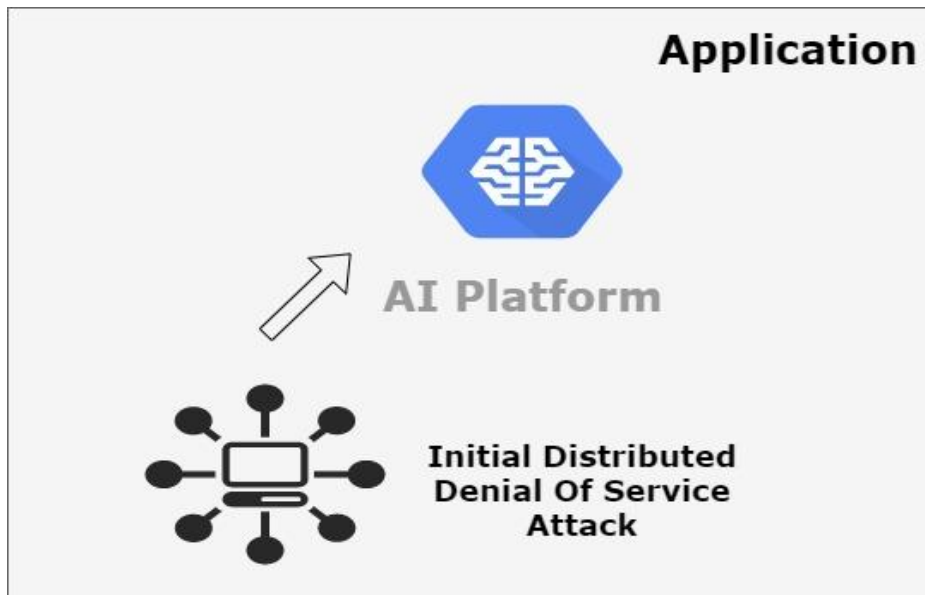 Application
AI Platform
Initial Distributed
Denial Of Service
Attack